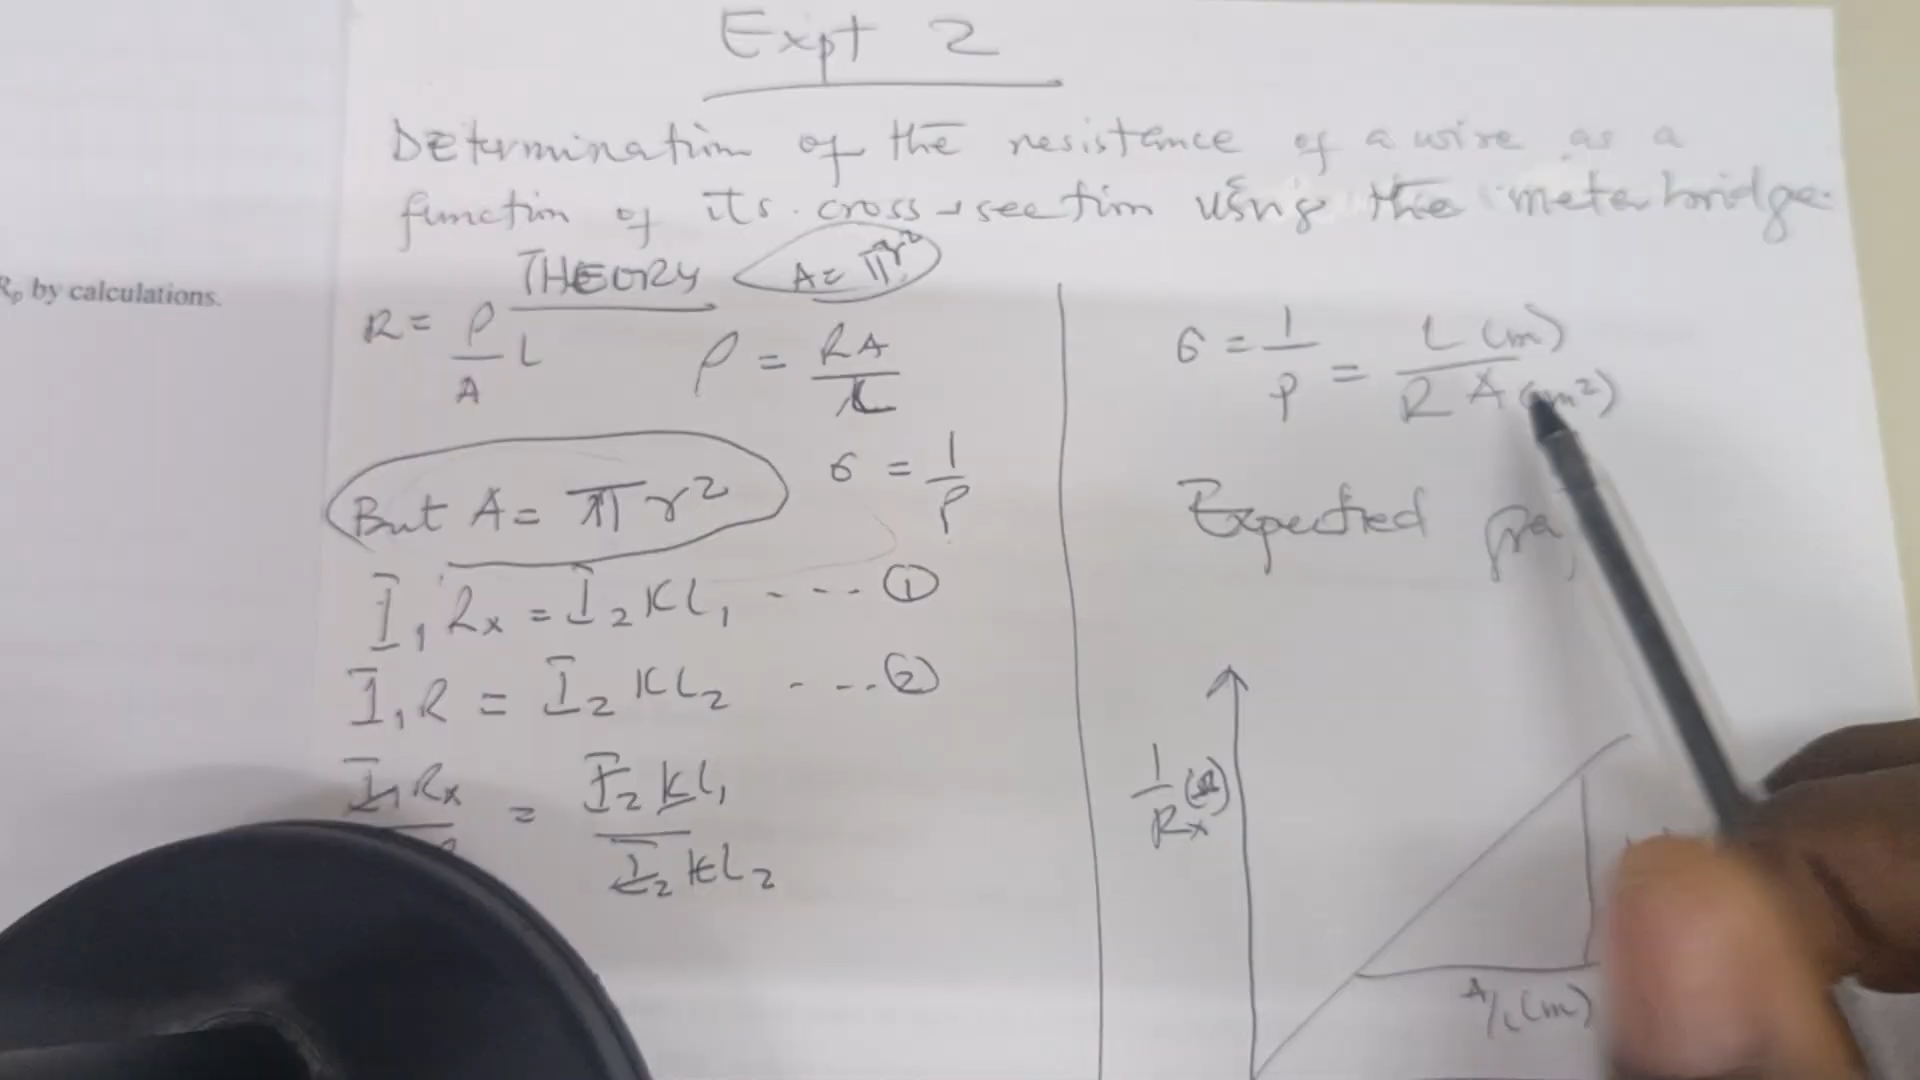 Expt 2
Determination of the resistance of a wire as a
function of its cross-section using the meter bridge.
Rp by calculations.
THEORY
A = πr²
R = ρ/A L
ρ = RA/L
But A = πr²
σ = 1/ρ
I₁Rx = I₂Kl₁ - - - - ①
I₁R = I₂Kl₂ - - - - ②
I₁Rx = I₂kl₁
I₂kl₂
σ = 1/ρ = L(m)/RA(m²)
Expected
1/Rx
A/L(m)